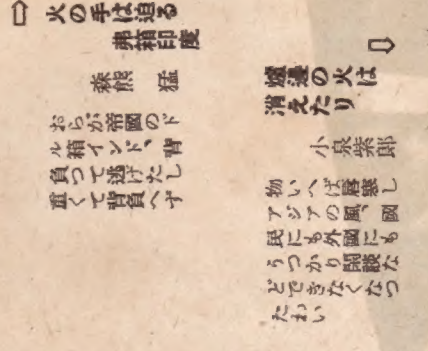 火の手は迫る
弗箱印度
森熊 猛
おらが帝國のド
ル箱インド、背
負つて逃げたし
重くて背負へず
爐邊の火は
消えたり
小泉紫郎
物いへば唇寒し
アジアの風、國
民にも外國にも
うつかり閑談な
どできなくなつ
たわい